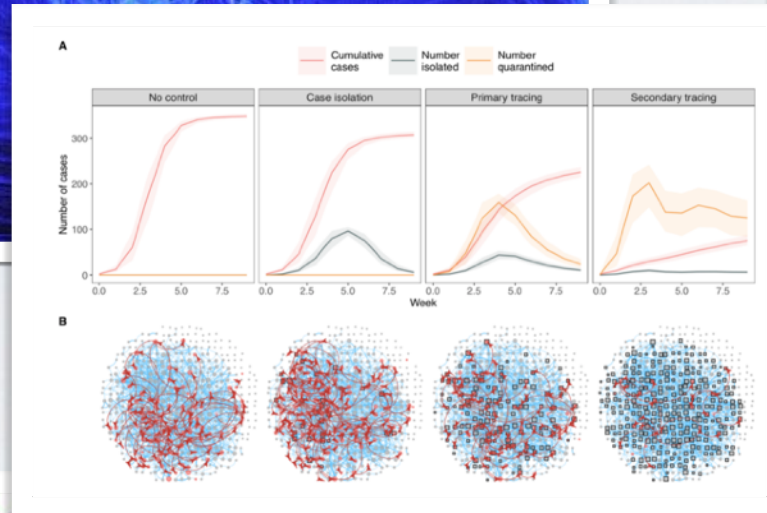 A
Cumulative cases
Number isolated
Number quarantined
No control
Case isolation
Primary tracing
Secondary tracing
Number of cases
300
200
100
0
0.0 2.5 5.0 7.5 0.0 2.5 5.0 7.5 0.0 2.5 5.0 7.5 0.0 2.5 5.0 7.5
Week
B